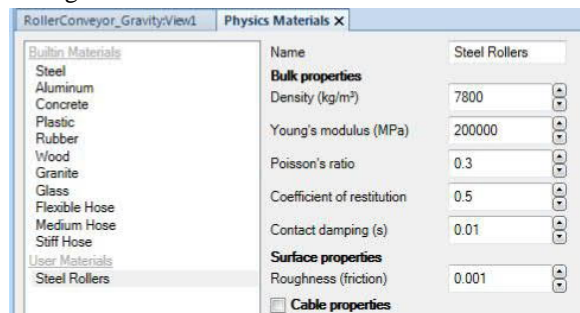 RollerConveyor_Gravity:View1 Physics Materials X
Builtin Materials
Steel
Aluminum
Concrete
Plastic
Rubber
Wood
Granite
Glass
Flexible Hose
Medium Hose
Stiff Hose
User Materials
Steel Rollers
Name Steel Rollers
Bulk properties
Density (kg/m³) 7800
Young's modulus (MPa) 200000
Poisson's ratio 0.3
Coefficient of restitution 0.5
Contact damping (s) 0.01
Surface properties
Roughness (friction) 0.001
Cable properties